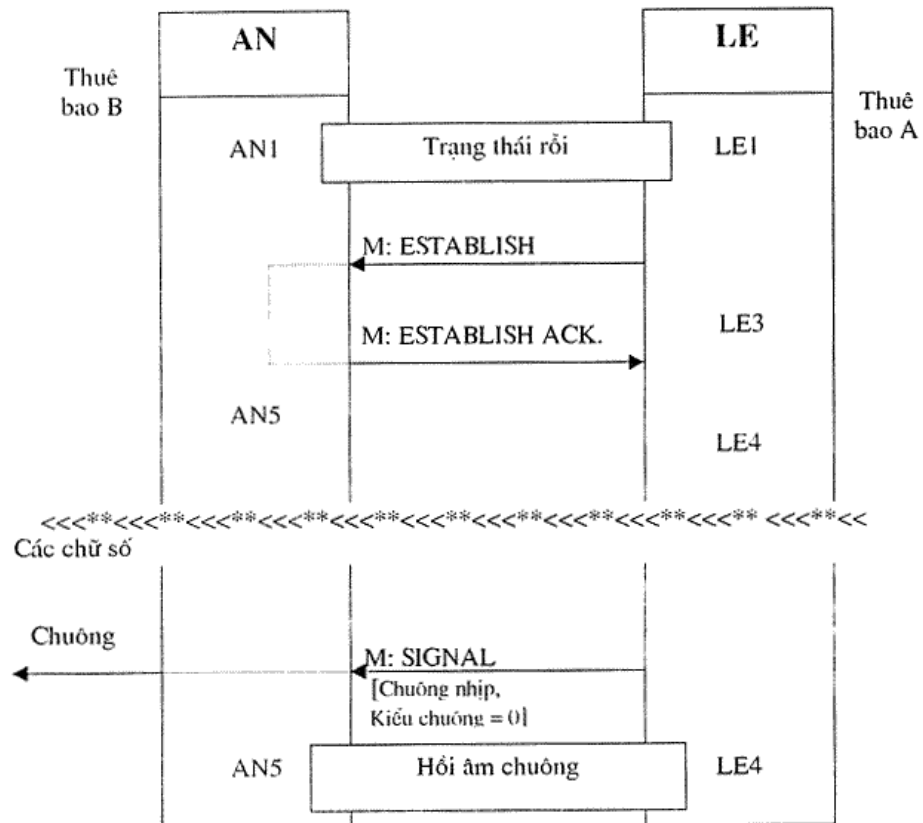 AN
LE
Thuê
bao B
Thuê
bao A
AN1
Trạng thái rỗi
LE1
M: ESTABLISH
LE3
M: ESTABLISH ACK.
AN5
LE4
<<<**<<<**<<<**<<<**<<<**<<<**<<<**<<<**<<<**<<<** <<<**<<
Các chữ số
Chuông
M: SIGNAL
[Chuông nhịp,
Kiểu chuông = 0]
AN5
Hồi âm chuông
LE4